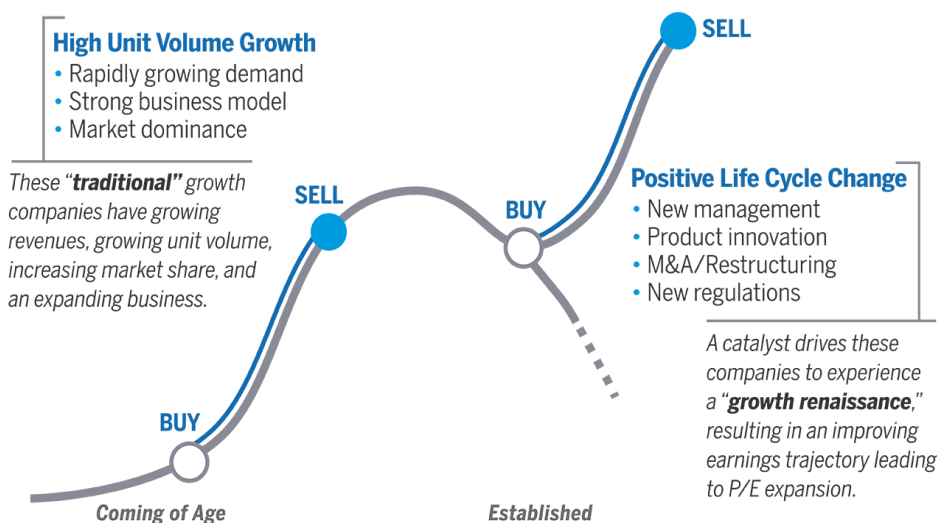 High Unit Volume Growth
• Rapidly growing demand
• Strong business model
• Market dominance
These “traditional” growth
companies have growing
revenues, growing unit volume,
increasing market share, and
an expanding business.
BUY
SELL
BUY
SELL
Positive Life Cycle Change
• New management
• Product innovation
• M&A/Restructuring
• New regulations
A catalyst drives these
companies to experience
a “growth renaissance,”
resulting in an improving
earnings trajectory leading
to P/E expansion.
Coming of Age
Established